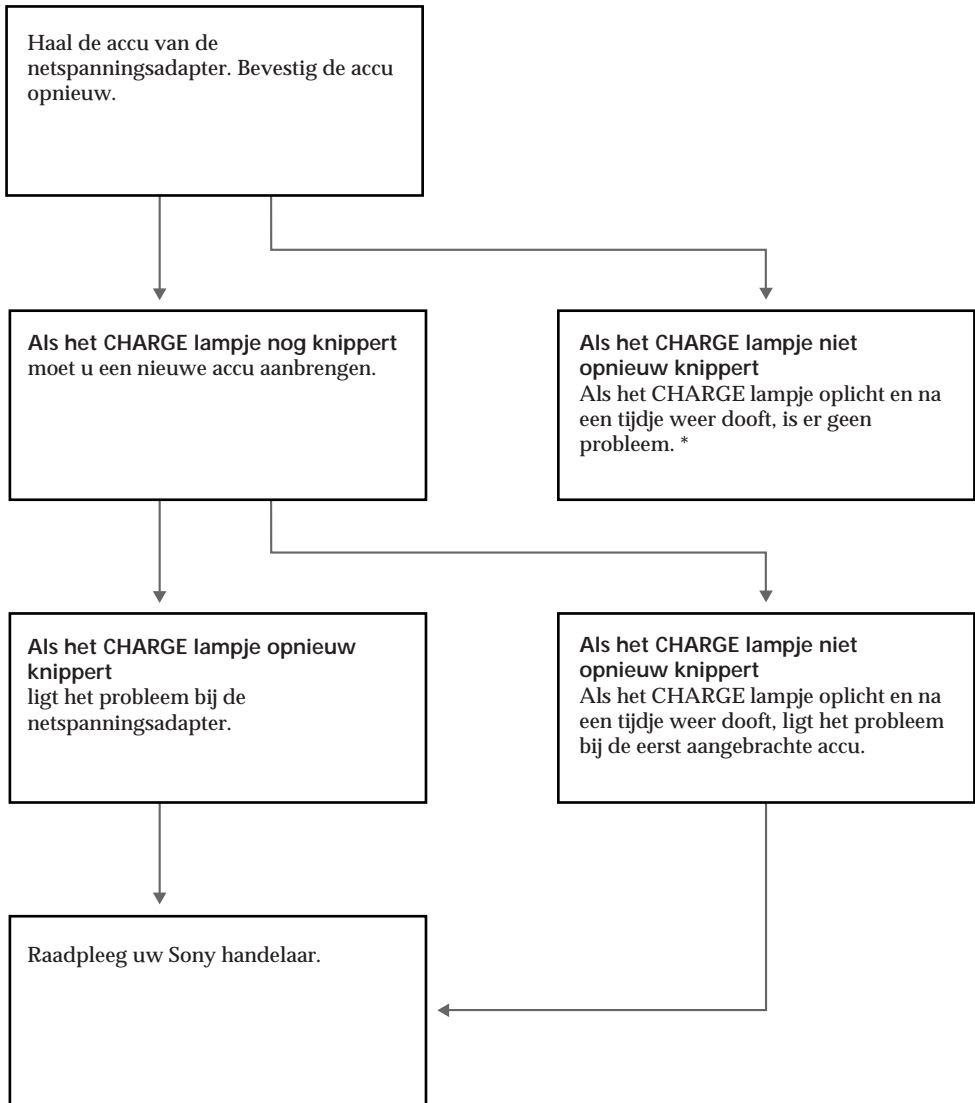 Haal de accu van de
netspanningsadapter. Bevestig de accu
opnieuw.
Als het CHARGE lampje nog knippert
moet u een nieuwe accu aanbrengen.
Als het CHARGE lampje niet
opnieuw knippert
Als het CHARGE lampje oplicht en na
een tijdje weer dooft, is er geen
probleem. *
Als het CHARGE lampje opnieuw
knippert
ligt het probleem bij de
netspanningsadapter.
Als het CHARGE lampje niet
opnieuw knippert
Als het CHARGE lampje oplicht en na
een tijdje weer dooft, ligt het probleem
bij de eerst aangebrachte accu.
Raadpleeg uw Sony handelaar.